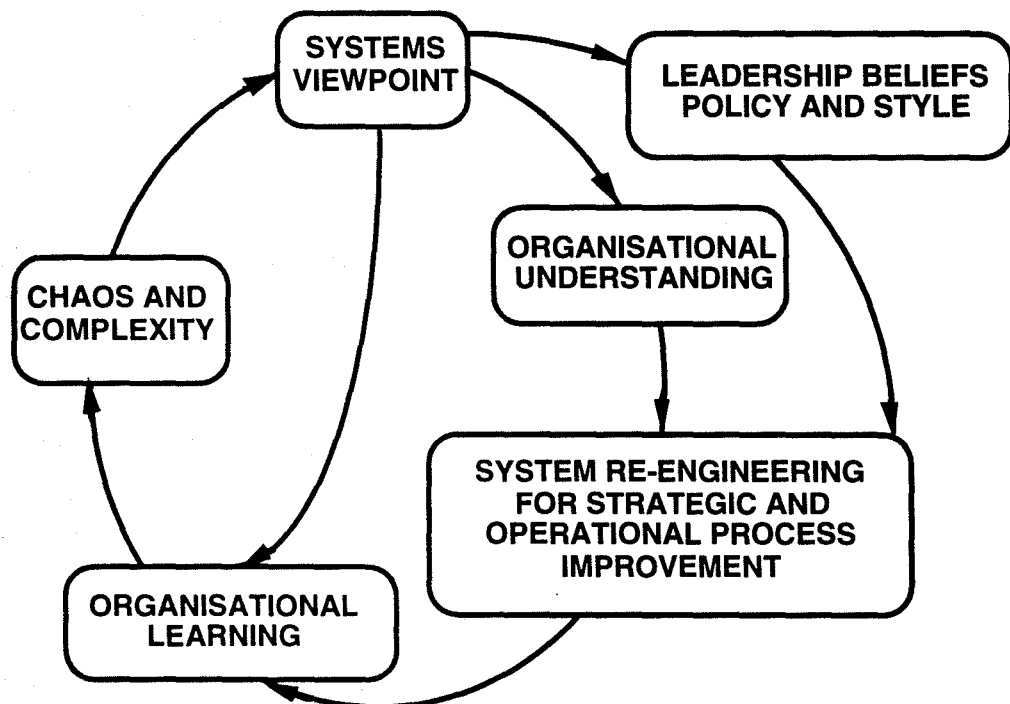 SYSTEMS
VIEWPOINT
LEADERSHIP BELIEFS
POLICY AND STYLE
ORGANISATIONAL
UNDERSTANDING
CHAOS AND
COMPLEXITY
SYSTEM RE-ENGINEERING
FOR STRATEGIC AND
OPERATIONAL PROCESS
IMPROVEMENT
ORGANISATIONAL
LEARNING